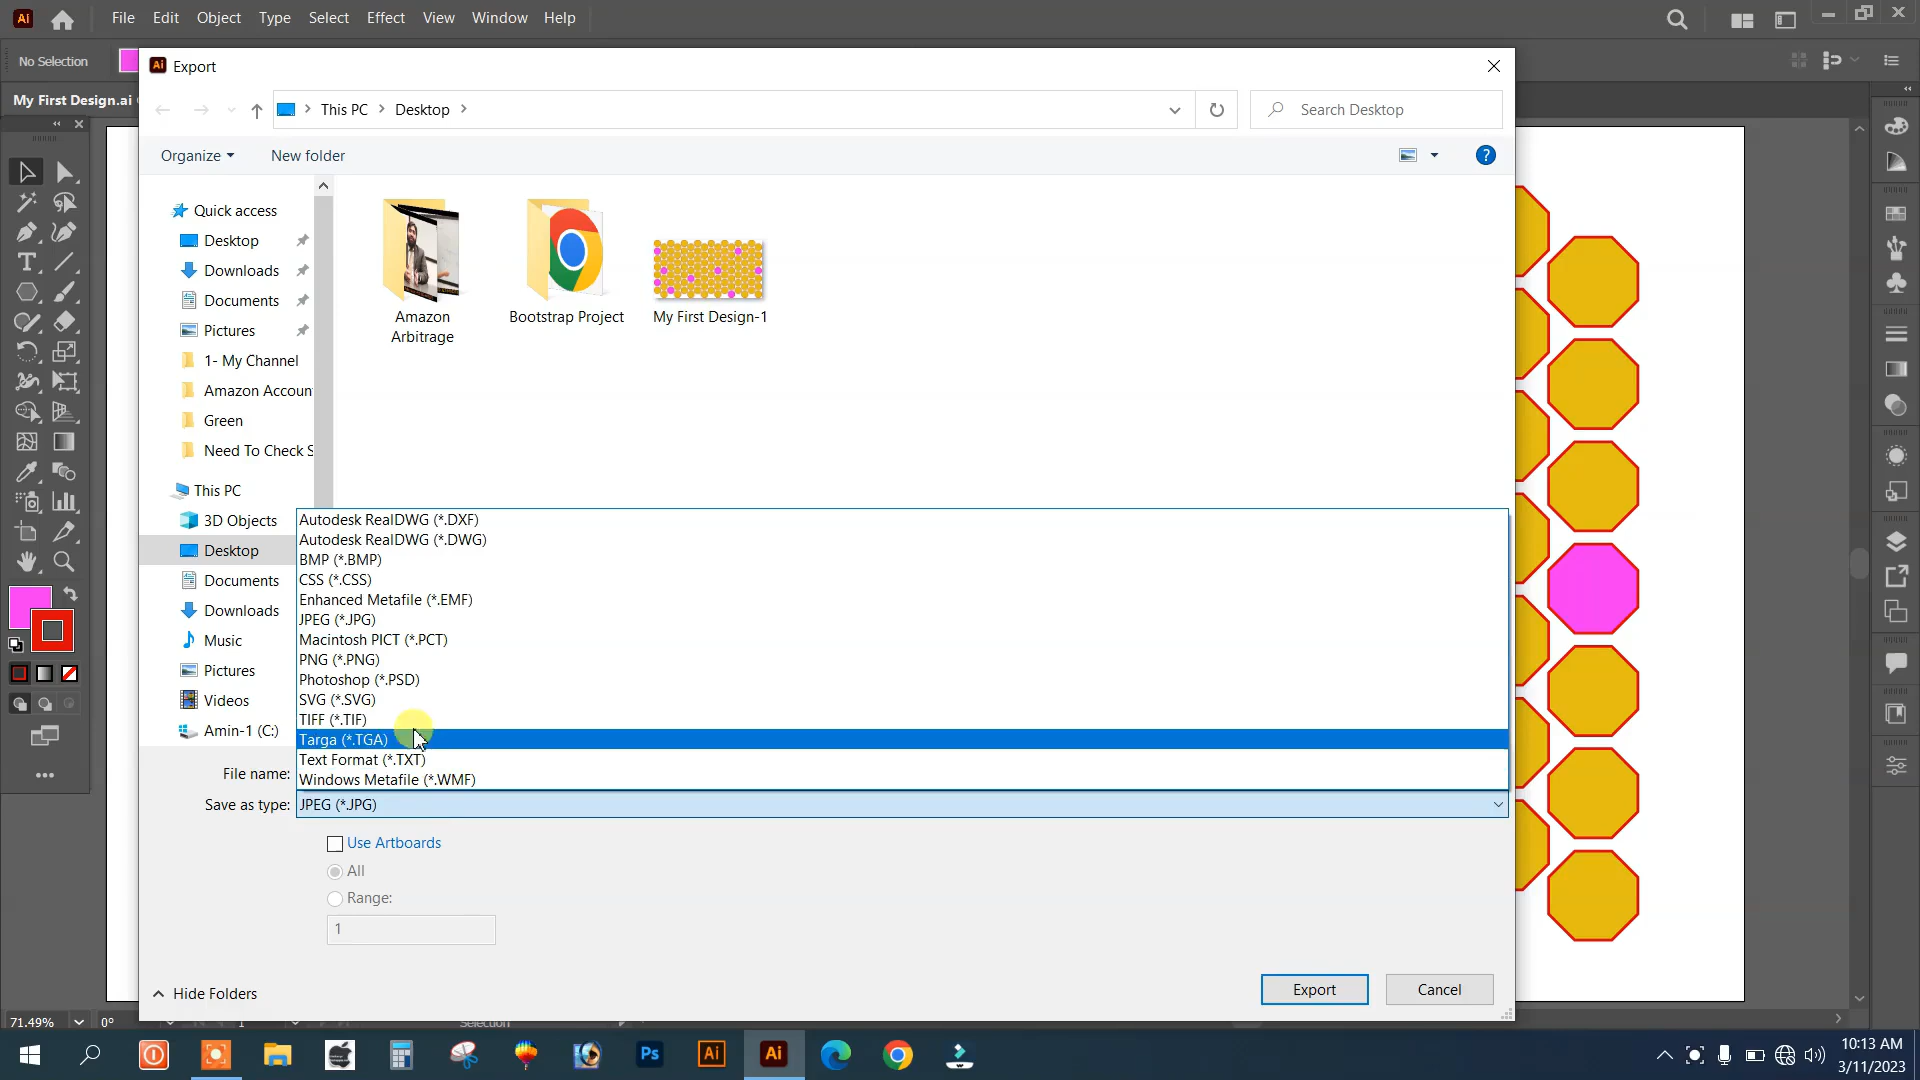 File Edit Object Type Select Effect View Window Help
No Selection
My First Design.ai
Export
This PC
Desktop
Search Desktop
Organize
New folder
Quick access
Desktop
Downloads
Documents
Pictures
1- My Channel
Amazon Accoun
Green
Need To Check S
This PC
3D Objects
Desktop
Documents
Downloads
Music
Pictures
Videos
Amin-1 (C:)
Amazon
Arbitrage
Bootstrap Project
My First Design-1
Autodesk RealDWG (*.DXF)
Autodesk RealDWG (*.DWG)
BMP (*.BMP)
CSS (*.CSS)
Enhanced Metafile (*.EMF)
JPEG (*.JPG)
Macintosh PICT (*.PCT)
PNG (*.PNG)
Photoshop (*.PSD)
SVG (*.SVG)
TIFF (*.TIF)
Targa (*.TGA)
Text Format (*.TXT)
Windows Metafile (*.WMF)
File name:
Save as type: JPEG (*.JPG)
Use Artboards
All
Range:
1
Hide Folders
Export
Cancel
71.49%
0°
1
Selection
Ps
Ai
Ai
10:13 AM
3/11/2023